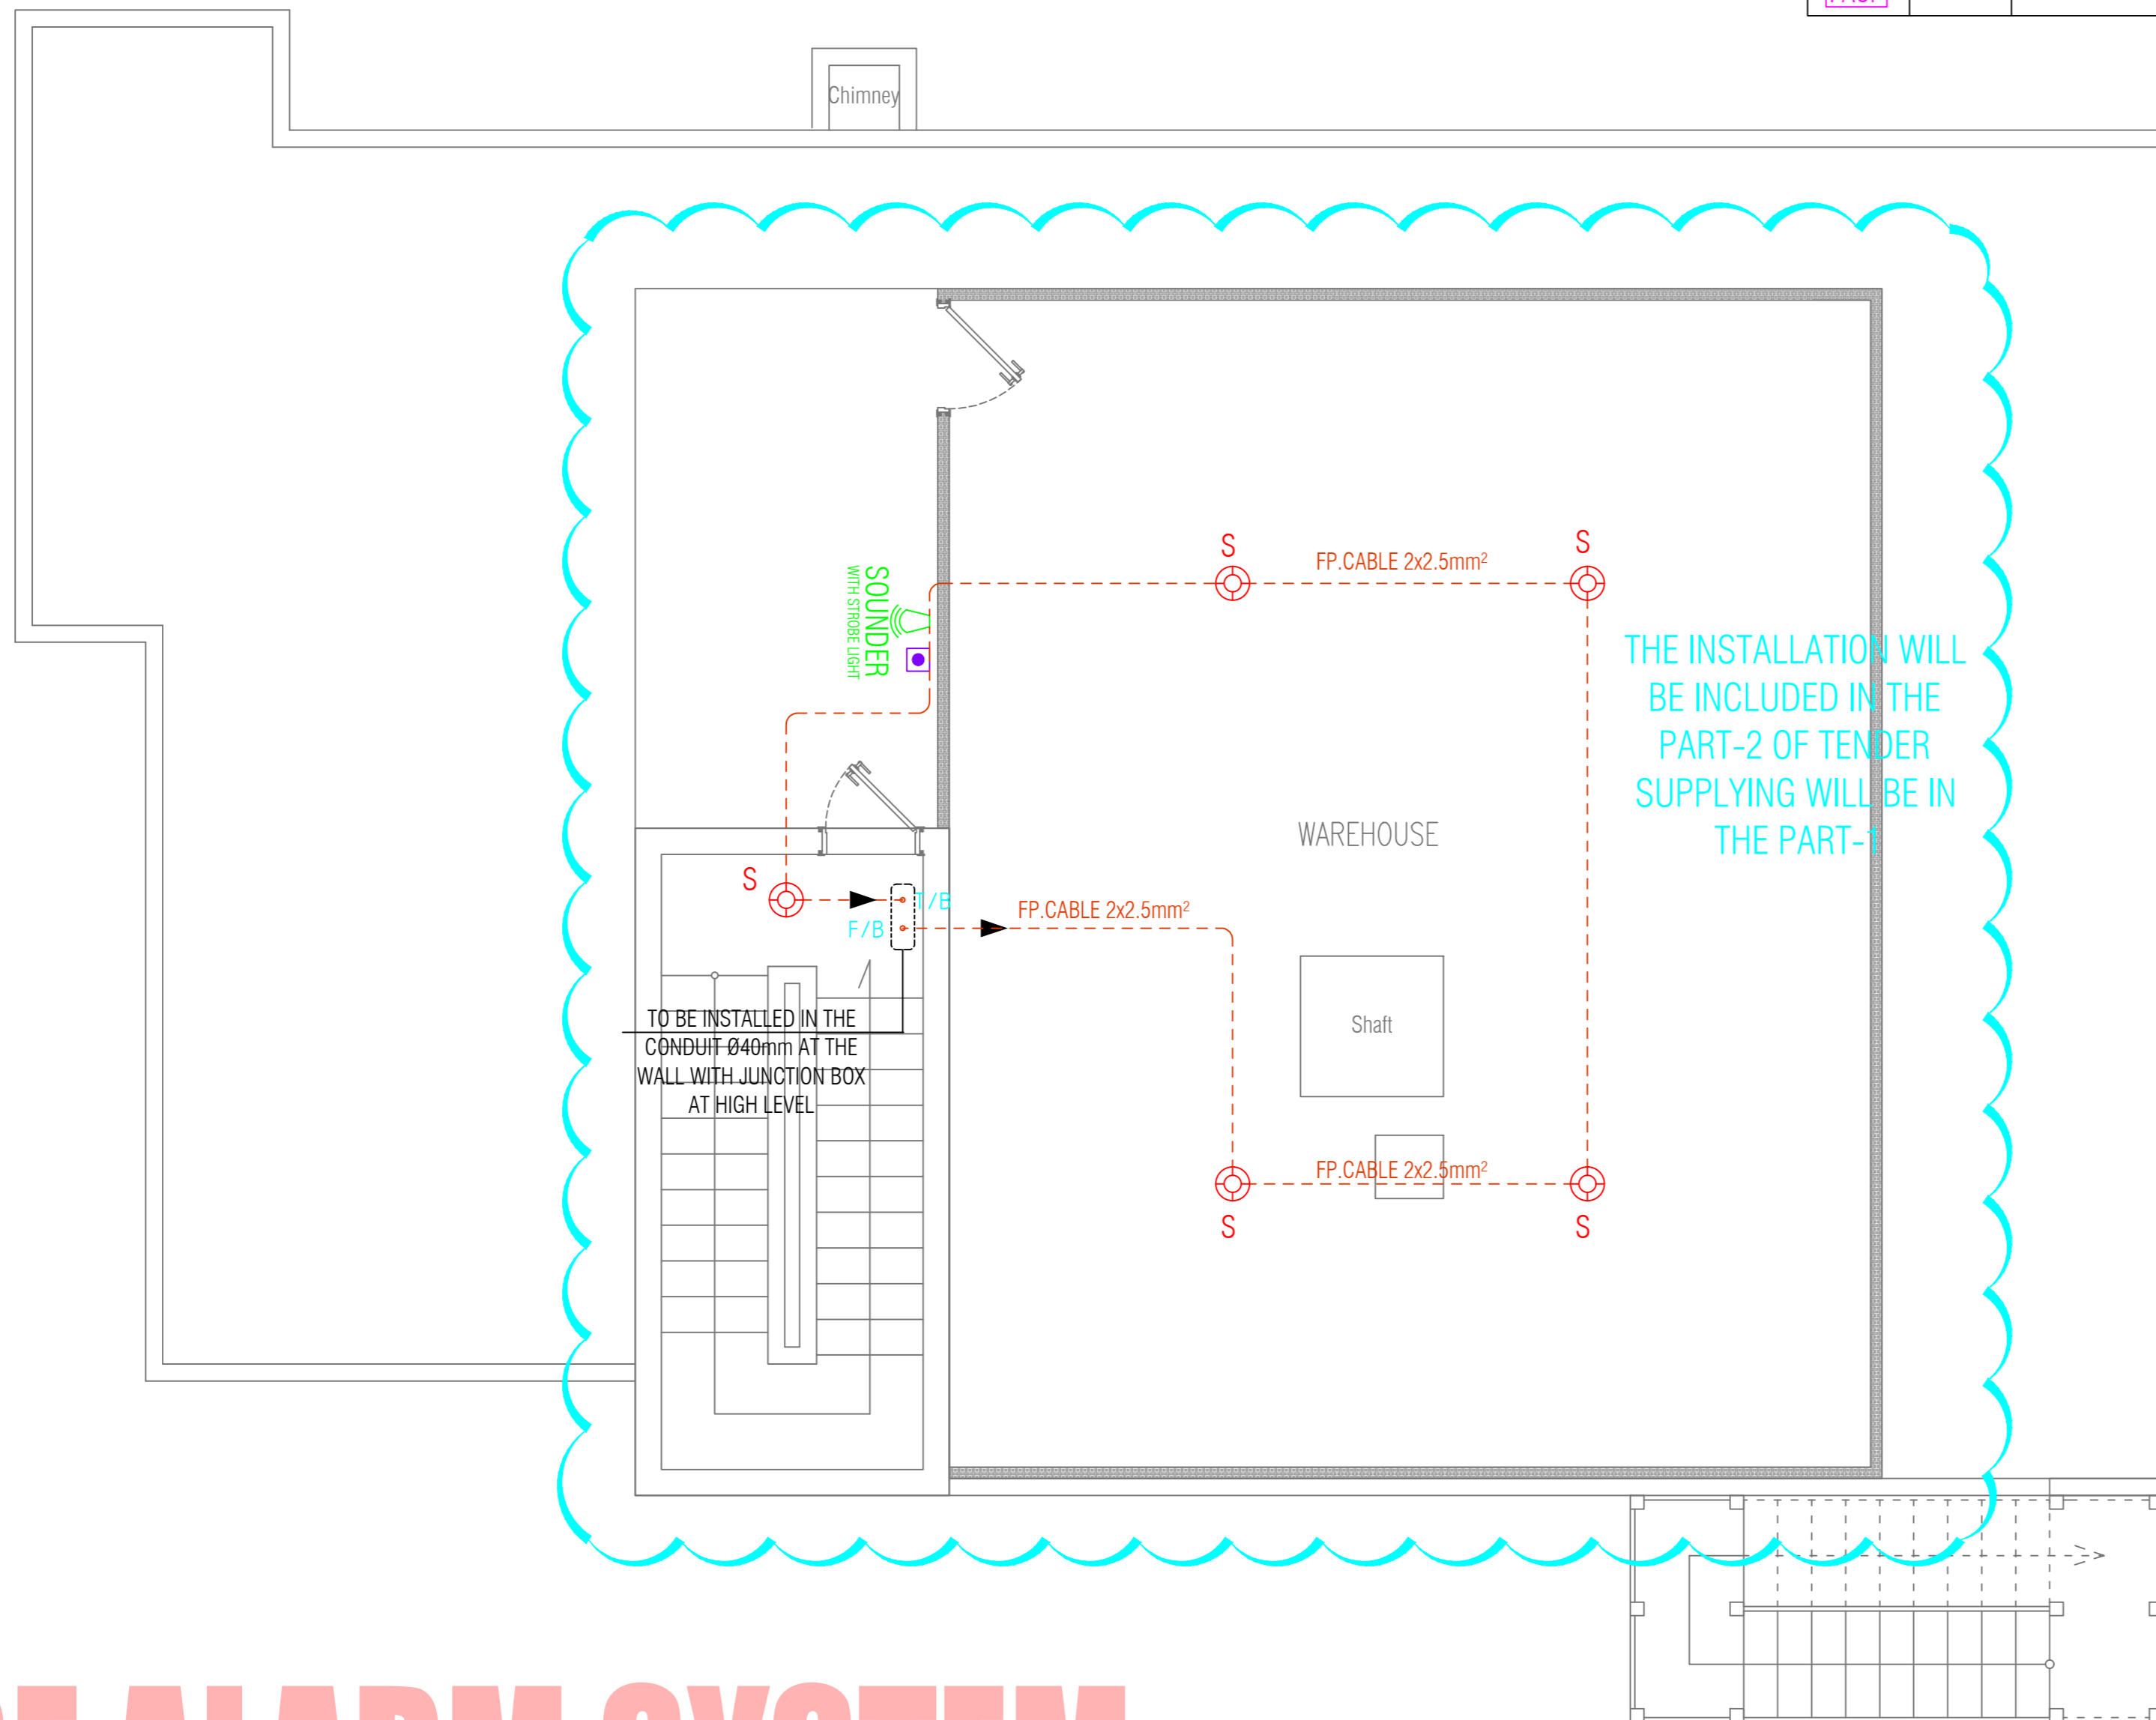 Chimney
S
FP.CABLE 2x2.5mm²
S
SOUNDER
WITH STROBE LIGHT
THE INSTALLATION WILL
BE INCLUDED IN THE
PART-2 OF TENDER
SUPPLYING WILL BE IN
THE PART-1
WAREHOUSE
S
T/B
F/B
FP.CABLE 2x2.5mm²
TO BE INSTALLED IN THE
CONDUIT Ø40mm AT THE
WALL WITH JUNCTION BOX
AT HIGH LEVEL
Shaft
FP.CABLE 2x2.5mm²
S
S
ALARM SYSTEM